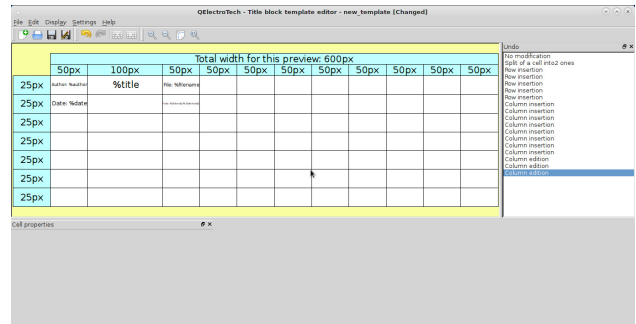 QElectroTech - Title block template editor - new_template [Changed]
File Edit Display Settings Help
Undo
No modification
Split of a cell into2 ones
Row insertion
Row insertion
Row insertion
Row insertion
Row insertion
Column insertion
Column insertion
Column insertion
Column insertion
Column insertion
Column insertion
Column insertion
Column insertion
Column edition
Column edition
Column edition
Total width for this preview: 600px
50px 100px 50px 50px 50px 50px 50px 50px 50px 50px 50px
25px Author: %author %title File: %filename
25px Date: %date
25px
25px
25px
25px
25px
Cell properties